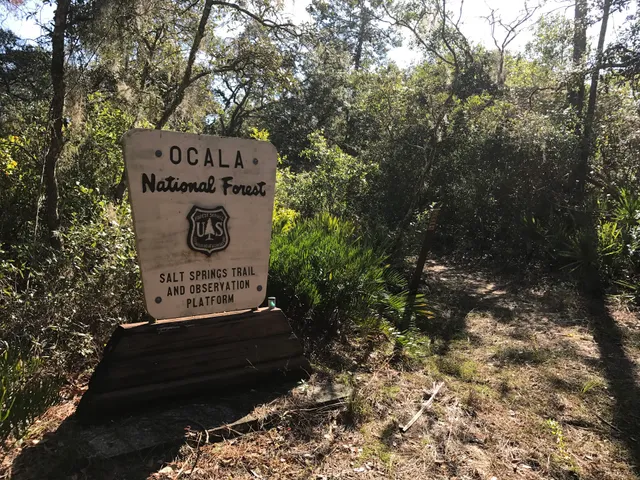 OCALA
National Forest
U S
SALT SPRINGS TRAIL
AND OBSERVATION
PLATFORM